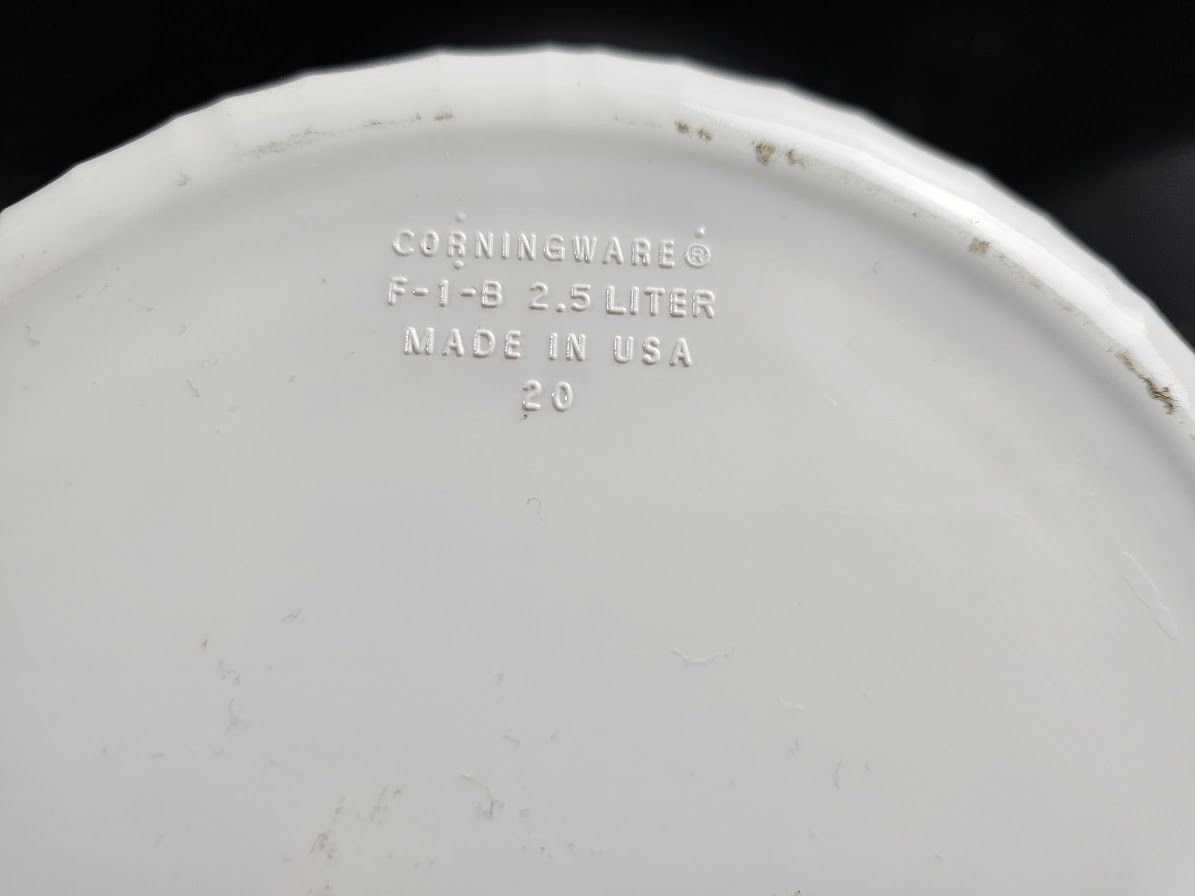 CORNINGWARE®
F-1-B 2.5 LITER
MADE IN USA
20